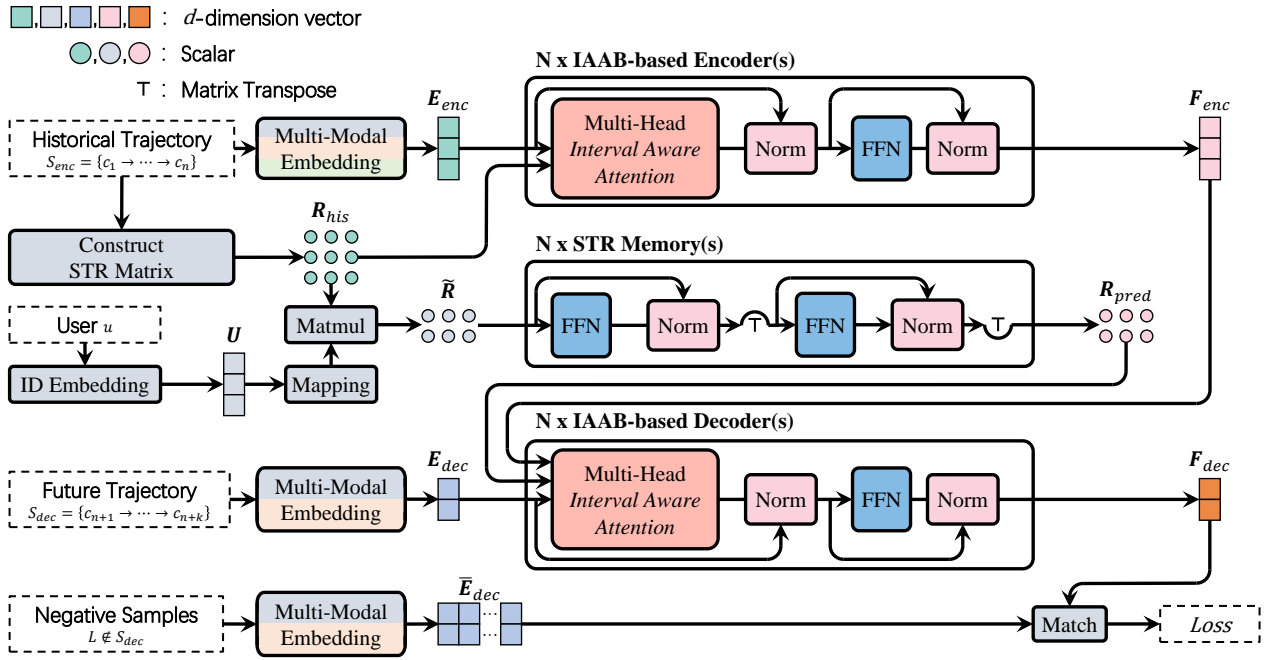 , , , , : d-dimension vector
, , : Scalar
T : Matrix Transpose
Historical Trajectory
S_enc = {c_1 → ⋯ → c_n}
Multi-Modal
Embedding
E_enc
N x IAAB-based Encoder(s)
Multi-Head
Interval Aware
Attention
Norm
FFN
Norm
F_enc
Construct
STR Matrix
R_his
N x STR Memory(s)
FFN
Norm
T
FFN
Norm
T
R_pred
User u
ID Embedding
U
Matmul
Mapping
R̃
N x IAAB-based Decoder(s)
Future Trajectory
S_dec = {c_{n+1} → ⋯ → c_{n+k}}
Multi-Modal
Embedding
E_dec
Multi-Head
Interval Aware
Attention
Norm
FFN
Norm
F_dec
Negative Samples
L ∉ S_dec
Multi-Modal
Embedding
Ē_dec
...
...
Match
Loss